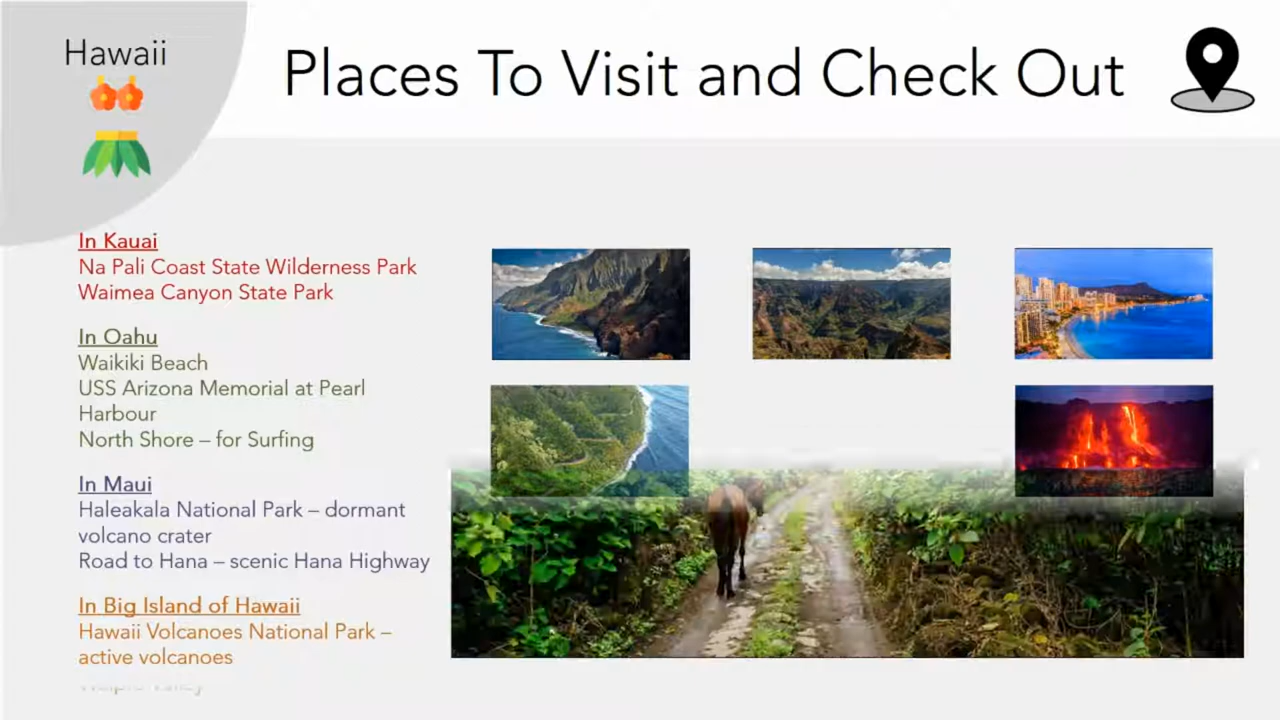 Hawaii
Places To Visit and Check Out
In Kauai
Na Pali Coast State Wilderness Park
Waimea Canyon State Park
In Oahu
Waikiki Beach
USS Arizona Memorial at Pearl
Harbour
North Shore – for Surfing
In Maui
Haleakala National Park – dormant
volcano crater
Road to Hana – scenic Hana Highway
In Big Island of Hawaii
Hawaii Volcanoes National Park –
active volcanoes